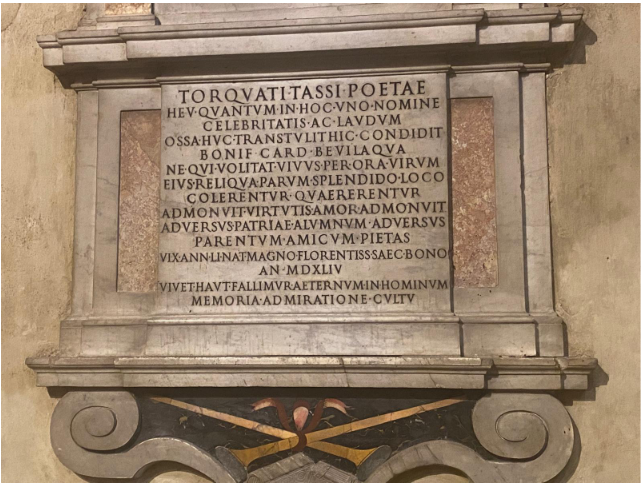 TORQVATI·TASSI·POETAE
HEV·QVANTVM·IN·HOC·VNO·NOMINE
CELEBRITATIS·AC·LAVDVM
OSSA·HVC·TRANSTVLIT·HIC·CONDIDIT
BONIF·CARD·BEVILAQVA
NE·QVI·VOLITAT·VIVVS·PER·ORA·VIRVM
EIVS·RELIQVA·PARVM·SPLENDIDO·LOCO
COLERENTVR·QVAERERENTVR
ADMONVIT·VIRTVTIS·AMOR·ADMONVIT
ADVERSVS·PATRIAE·ALVMNVM·ADVERSVS
PARENTVM·AMICVM·PIETAS
VIX·ANN·LI·NAT·MAGNO·FLORENTISS·SAEC·BONO
AN·MDXLIV
VIVET·HAVT·FALLIMVR·AETERNVM·IN·HOMINVM
MEMORIA·ADMIRATIONE·CVLTV